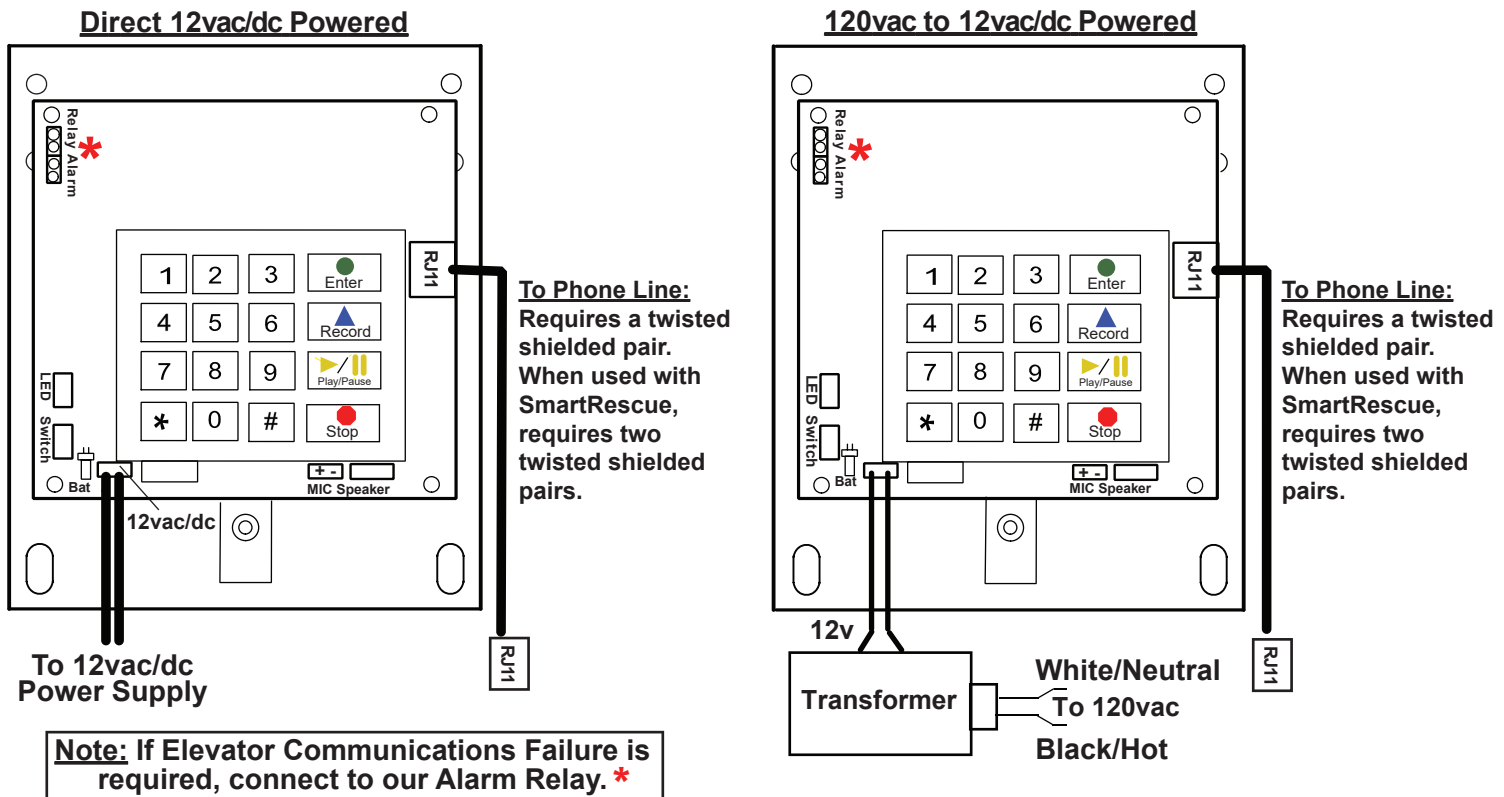 Direct 12vac/dc Powered
Relay Alarm
*
RJ11
1 2 3 Enter
4 5 6 Record
7 8 9 Play/Pause
* 0 # Stop
LED
Switch
Bat
+ -
MIC Speaker
12vac/dc
To Phone Line:
Requires a twisted
shielded pair.
When used with
SmartRescue,
requires two
twisted shielded
pairs.
To 12vac/dc
Power Supply
RJ11
Note: If Elevator Communications Failure is
required, connect to our Alarm Relay. *
120vac to 12vac/dc Powered
Relay Alarm
*
RJ11
1 2 3 Enter
4 5 6 Record
7 8 9 Play/Pause
* 0 # Stop
LED
Switch
Bat
+ -
MIC Speaker
To Phone Line:
Requires a twisted
shielded pair.
When used with
SmartRescue,
requires two
twisted shielded
pairs.
12v
Transformer
White/Neutral
To 120vac
Black/Hot
RJ11